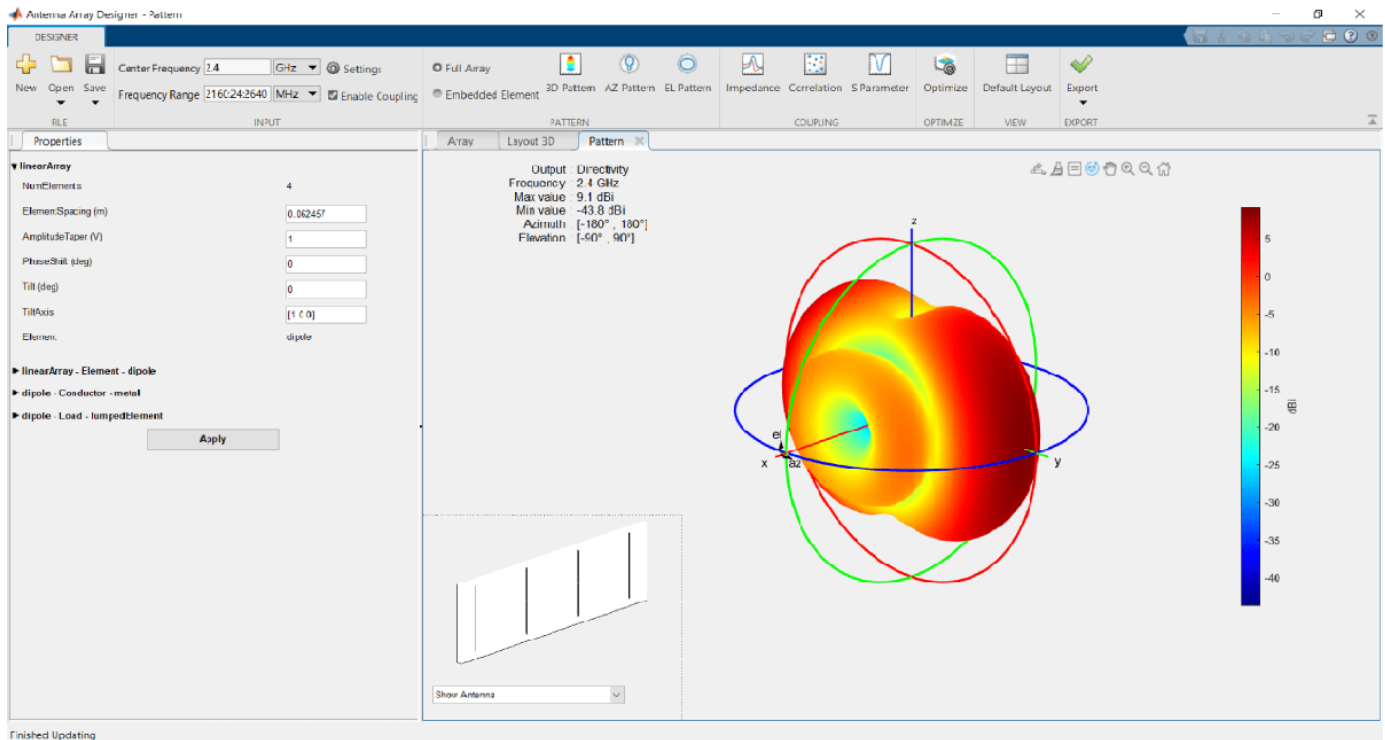 Antenna Array Designer - Pattern
DESIGNER
New Open Save
FILE
Center Frequency 2.4 GHz Settings
Frequency Range 2160:24:2640 MHz Enable Coupling
INPUT
Full Array
Embedded Element
3D Pattern AZ Pattern EL Pattern
PATTERN
Impedance Correlation S Parameter
COUPLING
Optimize
OPTIMIZE
Default Layout
VIEW
Export
EXPORT
Properties
linearArray
NumElements 4
ElementSpacing (m) 0.062457
AmplitudeTaper (V) 1
PhaseShift (deg) 0
Tilt (deg) 0
TiltAxis [1 0 0]
Element dipole
linearArray - Element - dipole
dipole - Conductor - metal
dipole - Load - lumpedElement
Apply
Array Layout 3D Pattern
Output : Directivity
Frequency : 2.4 GHz
Max value : 9.1 dBi
Min value : -43.8 dBi
Azimuth : [-180° , 180°]
Elevation : [-90° , 90°]
z
el
x az
y
5
0
-5
-10
-15
-20
-25
-30
-35
-40
dBi
Show Antenna
Finished Updating